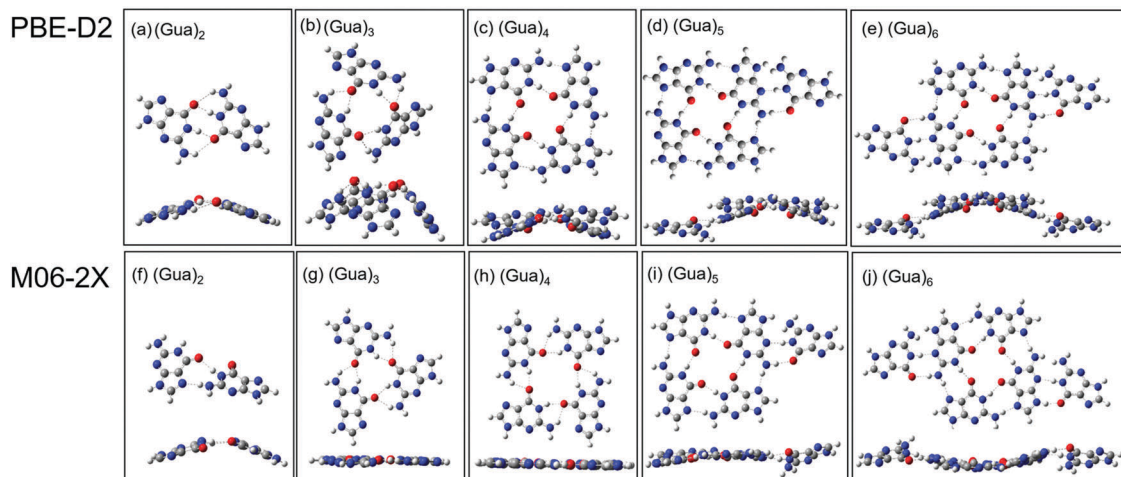 PBE-D2
(a) (Gua)₂
(b) (Gua)₃
(c) (Gua)₄
(d) (Gua)₅
(e) (Gua)₆
M06-2X
(f) (Gua)₂
(g) (Gua)₃
(h) (Gua)₄
(i) (Gua)₅
(j) (Gua)₆